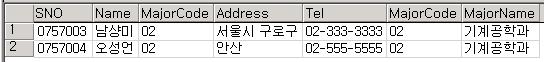 SNO Name MajorCode Address Tel MajorCode MajorName
1 0757003 남상미 02 서울시 구로구 02-333-3333 02 기계공학과
2 0757004 오성언 02 안산 02-555-5555 02 기계공학과